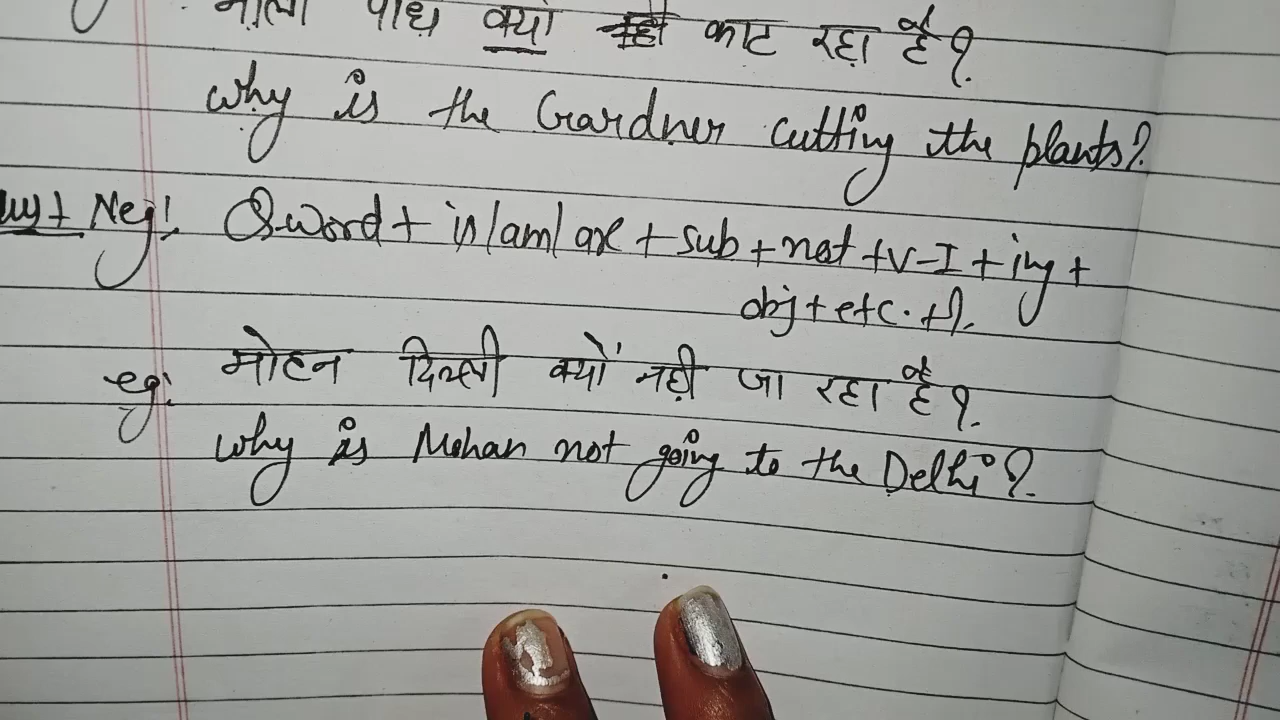 पौधे क्यों काट रहा है?
why is the Gardner cutting the plants?
Neg: Qword + is/am/are + sub + not + V-I + ing +
obj + etc. + ?.
eg: मोहन दिल्ली क्यों नही जा रहा है?
why is Mohan not going to the Delhi?